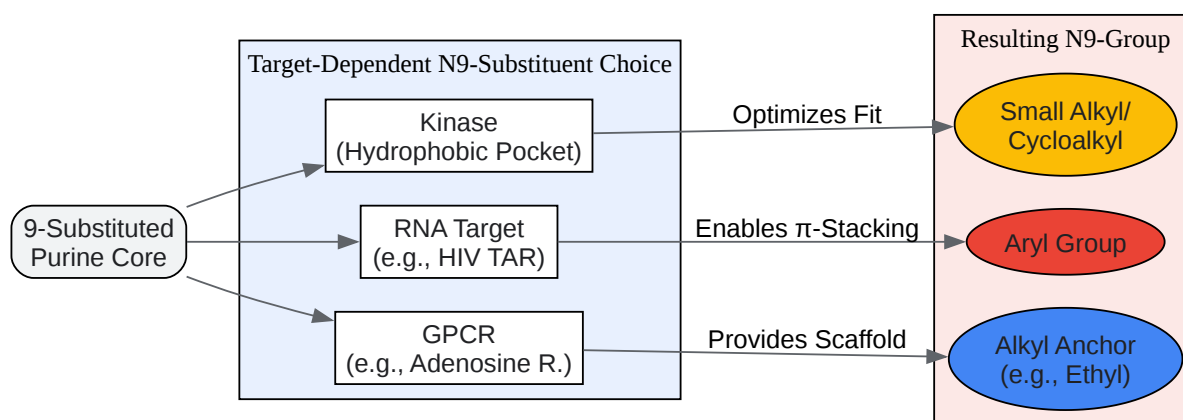 Target-Dependent N9-Substituent Choice
Resulting N9-Group
9-Substituted
Purine Core
Kinase
(Hydrophobic Pocket)
Optimizes Fit
Small Alkyl/
Cycloalkyl
RNA Target
(e.g., HIV TAR)
Enables π-Stacking
Aryl Group
GPCR
(e.g., Adenosine R.)
Provides Scaffold
Alkyl Anchor
(e.g., Ethyl)